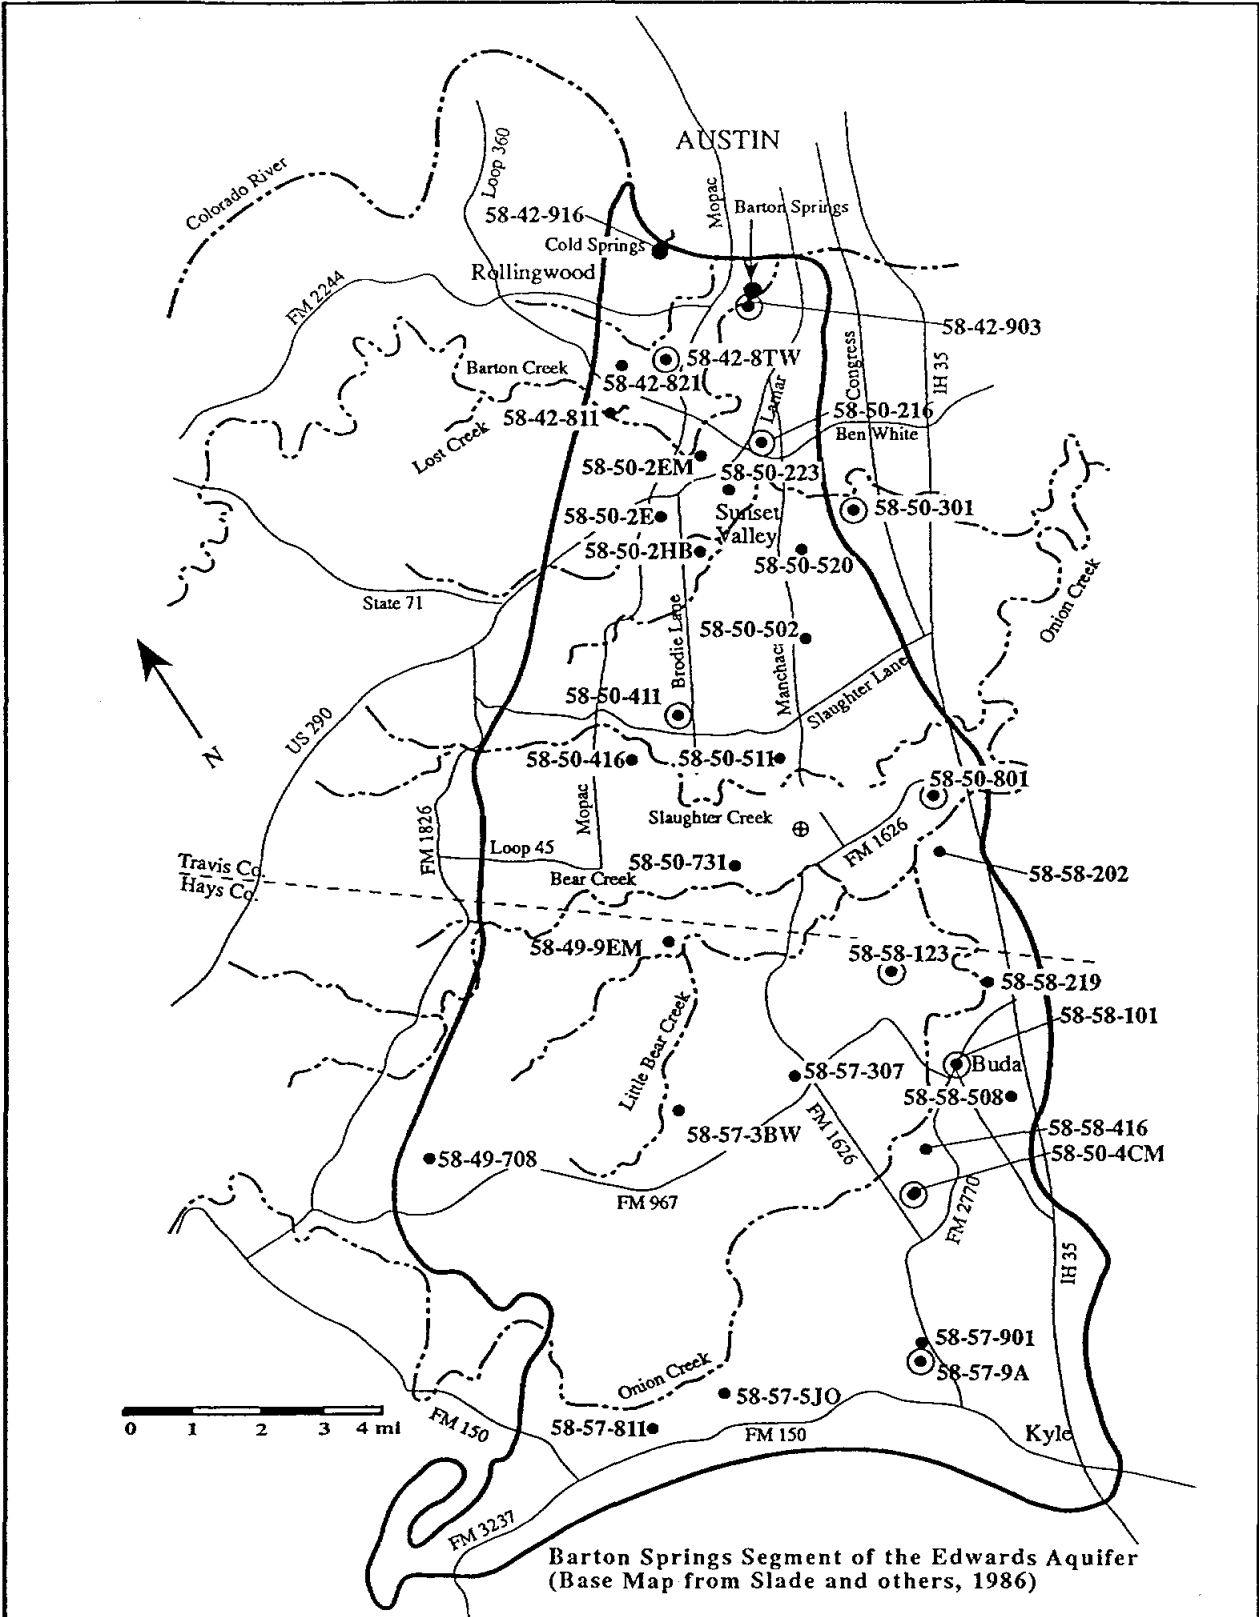 AUSTIN
Loop 360
Colorado River
Mopac
Barton Springs
58-42-916
Cold Springs
Rollingwood
FM 2244
58-42-903
58-42-8TW
Congress
IH 35
Barton Creek
58-42-821
Lamar
58-42-811
58-50-216
Ben White
Lost Creek
58-50-2EM
58-50-223
58-50-2E
Sunset
Valley
58-50-301
58-50-2HB
58-50-520
State 71
Onion Creek
58-50-502
Brodie Lane
Manchac
Slaughter Lane
58-50-411
US 290
N
58-50-416
58-50-511
58-50-801
Mopac
Slaughter Creek
FM 1826
FM 1626
Loop 45
58-50-731
Travis Co.
Hays Co.
Bear Creek
58-58-202
58-49-9EM
58-58-123
58-58-219
58-58-101
Little Bear Creek
Buda
58-57-307
58-58-508
58-57-3BW
FM 1626
58-58-416
58-50-4CM
58-49-708
FM 967
FM 2770
IH 35
58-57-901
58-57-9A
Onion Creek
58-57-5JO
0 1 2 3 4 mi
FM 150
58-57-811
FM 150
Kyle
FM 3237
Barton Springs Segment of the Edwards Aquifer
(Base Map from Slade and others, 1986)